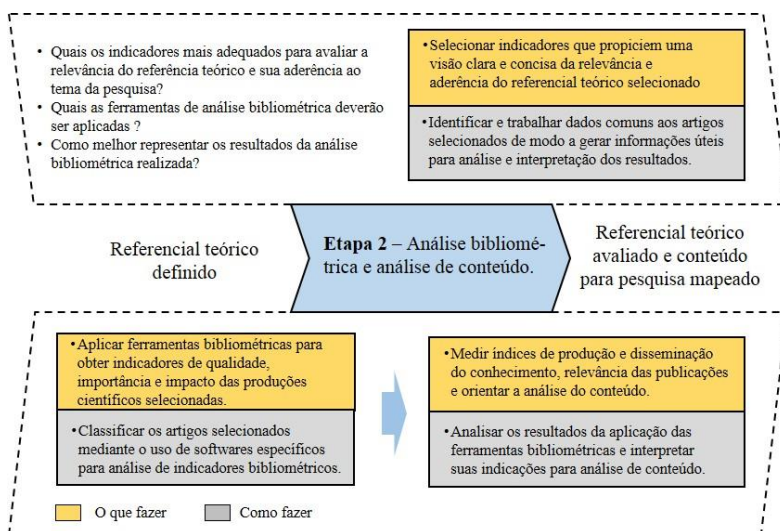 • Quais os indicadores mais adequados para avaliar a
relevância do referência teórico e sua aderência ao
tema da pesquisa?
• Quais as ferramentas de análise bibliométrica deverão
ser aplicadas ?
• Como melhor representar os resultados da análise
bibliométrica realizada?
•Selecionar indicadores que propiciem uma
visão clara e concisa da relevancia e
aderência do referencial teórico selecionado
•Identificar e trabalhar dados comuns aos artigos
selecionados de modo a gerar informações úteis
para análise e interpretação dos resultados.
Referencial teórico
definido
Etapa 2 – Análise bibliomé-
trica e análise de conteúdo.
Referencial teórico
avaliado e conteúdo
para pesquisa mapeado
•Aplicar ferramentas bibliométricas para
obter indicadores de qualidade,
importância e impacto das produções
científicos selecionadas.
•Classificar os artigos selecionados
mediante o uso de softwares específicos
para análise de indicadores bibliométricos.
•Medir índices de produção e disseminação
do conhecimento, relevância das publicações
e orientar a análise do conteúdo.
•Analisar os resultados da aplicação das
ferramentas bibliométricas e interpretar
suas indicações para análise de conteúdo.
O que fazer
Como fazer